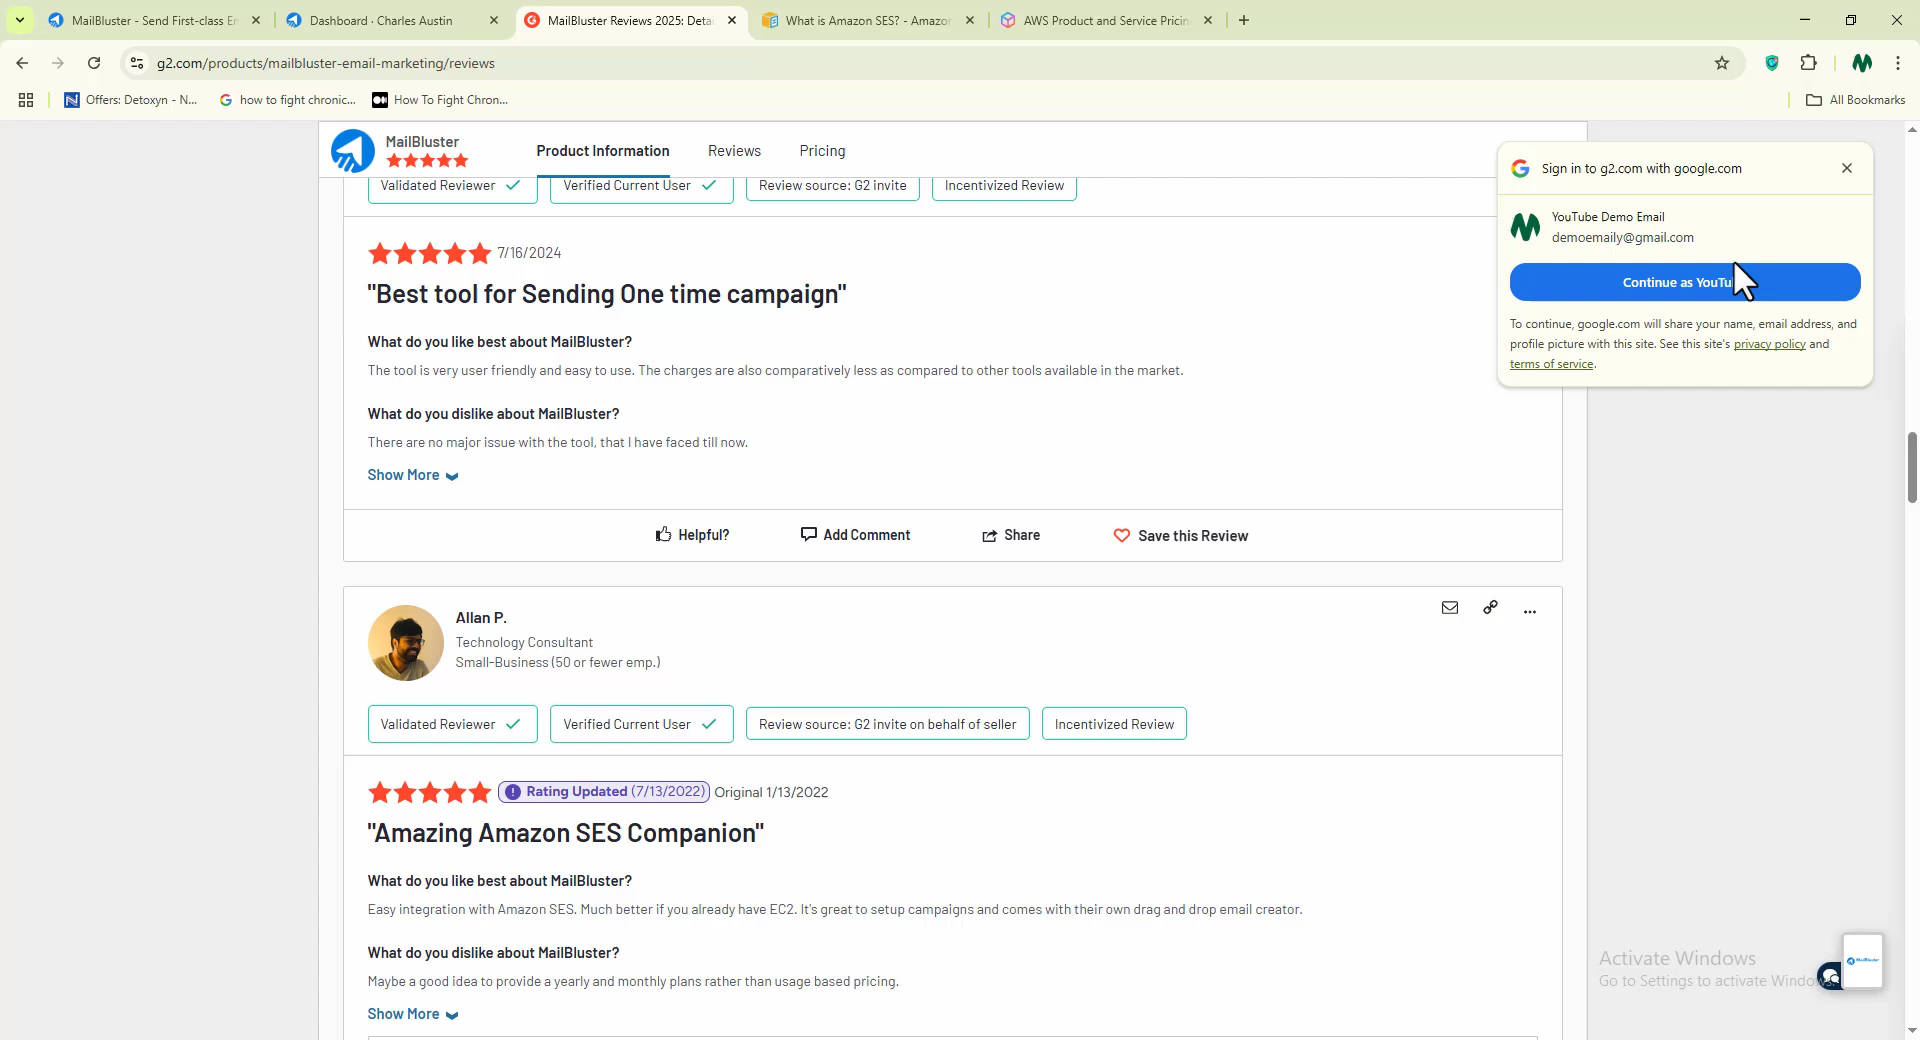 MailBluster - Send First-class E
Dashboard · Charles Austin
MailBluster Reviews 2025: Deta
What is Amazon SES? - Amazon
AWS Product and Service Pricin
g2.com/products/mailbluster-email-marketing/reviews
Offers: Detoxyn - N...
how to fight chronic...
How To Fight Chron...
All Bookmarks
MailBluster
Product Information
Reviews
Pricing
Validated Reviewer
Verified Current User
Review source: G2 invite
Incentivized Review
Sign in to g2.com with google.com
YouTube Demo Email
demoemaily@gmail.com
Continue as YouTu
To continue, google.com will share your name, email address, and
profile picture with this site. See this site's privacy policy and
terms of service.
7/16/2024
"Best tool for Sending One time campaign"
What do you like best about MailBluster?
The tool is very user friendly and easy to use. The charges are also comparatively less as compared to other tools available in the market.
What do you dislike about MailBluster?
There are no major issue with the tool, that I have faced till now.
Show More
Helpful?
Add Comment
Share
Save this Review
Allan P.
Technology Consultant
Small-Business (50 or fewer emp.)
Validated Reviewer
Verified Current User
Review source: G2 invite on behalf of seller
Incentivized Review
Rating Updated (7/13/2022)
Original 1/13/2022
"Amazing Amazon SES Companion"
What do you like best about MailBluster?
Easy integration with Amazon SES. Much better if you already have EC2. It's great to setup campaigns and comes with their own drag and drop email creator.
What do you dislike about MailBluster?
Maybe a good idea to provide a yearly and monthly plans rather than usage based pricing.
Show More
Activate Windows
Go to Settings to activate Windows.
MailBluster